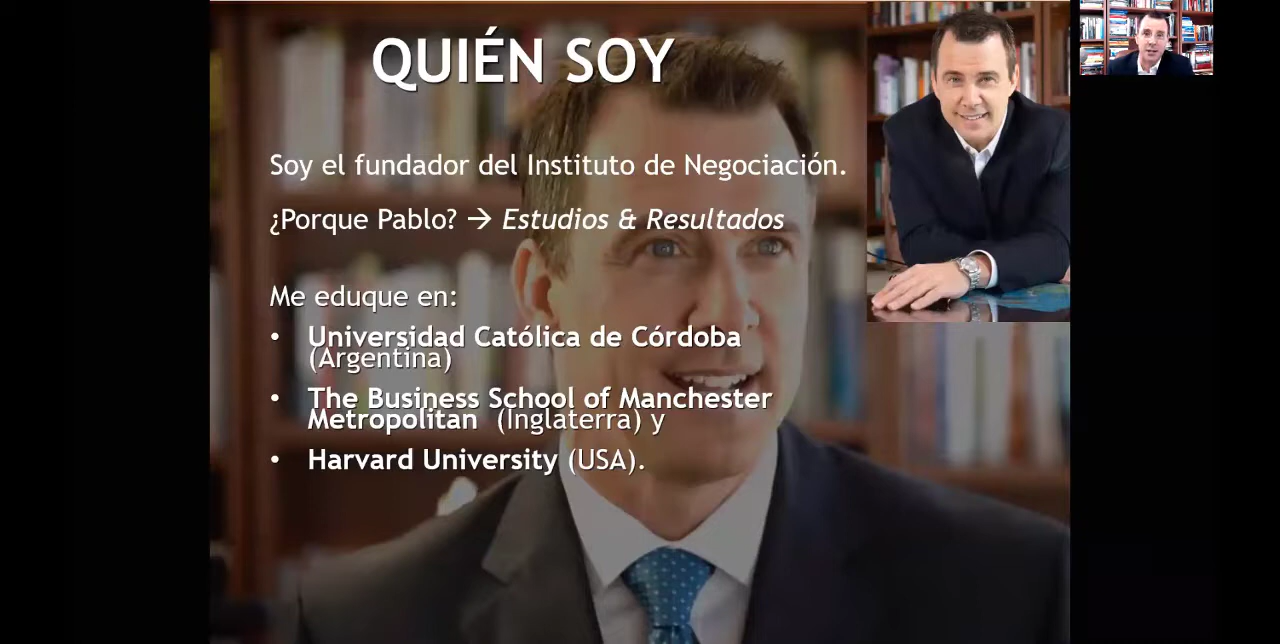 QUIÉN SOY
Soy el fundador del Instituto de Negociación.
¿Porque Pablo? → Estudios & Resultados
Me eduque en:
• Universidad Católica de Córdoba
(Argentina)
• The Business School of Manchester
Metropolitan (Inglaterra) y
• Harvard University (USA).